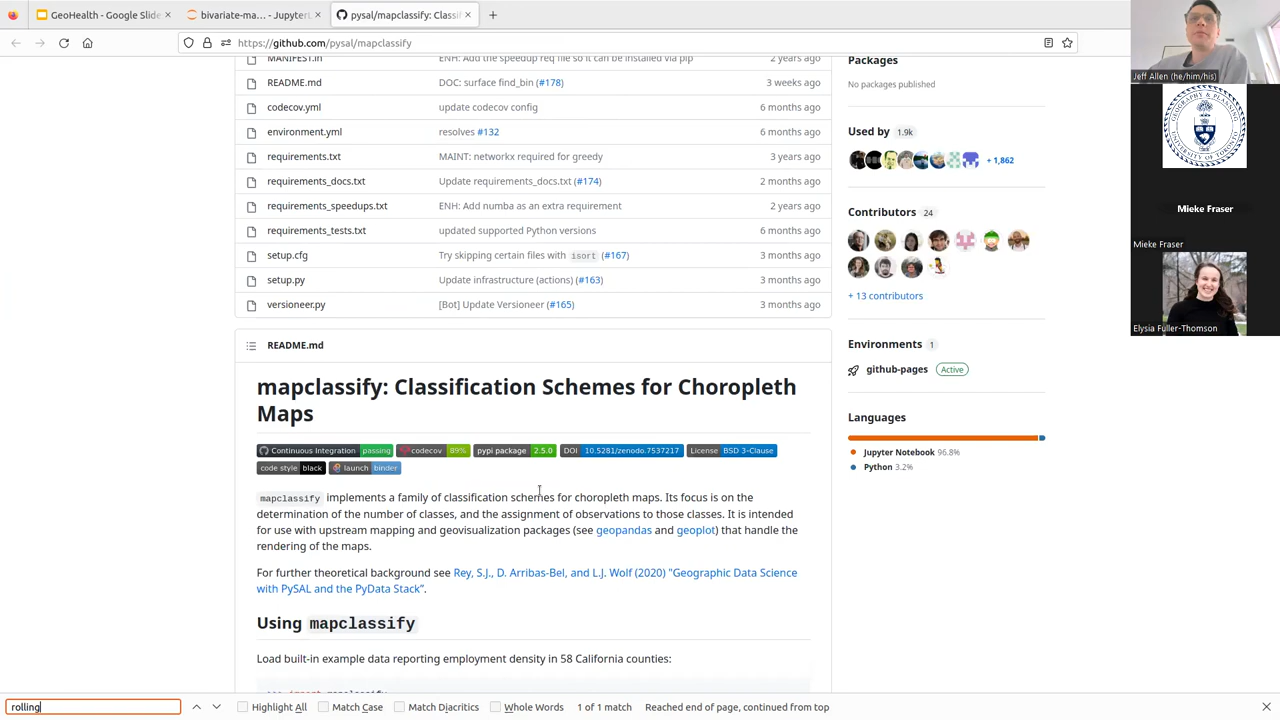 GeoHealth - Google Slide
bivariate-ma… - JupyterL
pysal/mapclassify: Classi
https://github.com/pysal/mapclassify
MANIFEST.in ENH: Add the speedup req file so it can be installed via pip 2 years ago
README.md DOC: surface find_bin (#178) 3 weeks ago
codecov.yml update codecov config 6 months ago
environment.yml resolves #132 6 months ago
requirements.txt MAINT: networkx required for greedy 3 years ago
requirements_docs.txt Update requirements_docs.txt (#174) 2 months ago
requirements_speedups.txt ENH: Add numba as an extra requirement 2 years ago
requirements_tests.txt updated supported Python versions 6 months ago
setup.cfg Try skipping certain files with isort (#167) 3 months ago
setup.py Update infrastructure (actions) (#163) 3 months ago
versioneer.py [Bot] Update Versioneer (#165) 3 months ago
README.md
mapclassify: Classification Schemes for Choropleth
Maps
Continuous Integration passing codecov 89% pypi package 2.5.0 DOI 10.5281/zenodo.7537217 License BSD 3-Clause
code style black launch binder
mapclassify implements a family of classification schemes for choropleth maps. Its focus is on the
determination of the number of classes, and the assignment of observations to those classes. It is intended
for use with upstream mapping and geovisualization packages (see geopandas and geoplot) that handle the
rendering of the maps.
For further theoretical background see Rey, S.J., D. Arribas-Bel, and L.J. Wolf (2020) "Geographic Data Science
with PySAL and the PyData Stack".
Using mapclassify
Load built-in example data reporting employment density in 58 California counties:
Packages
No packages published
Used by 1.9k
+ 1,862
Contributors 24
+ 13 contributors
Environments 1
github-pages Active
Languages
Jupyter Notebook 96.8%
Python 3.2%
Jeff Allen (he/him/his)
GEOGRAPHY & PLANNING
UNIVERSITY OF TORONTO
Mieke Fraser
Mieke Fraser
Elysia Fuller-Thomson
rolling
Highlight All Match Case Match Diacritics Whole Words 1 of 1 match Reached end of page, continued from top